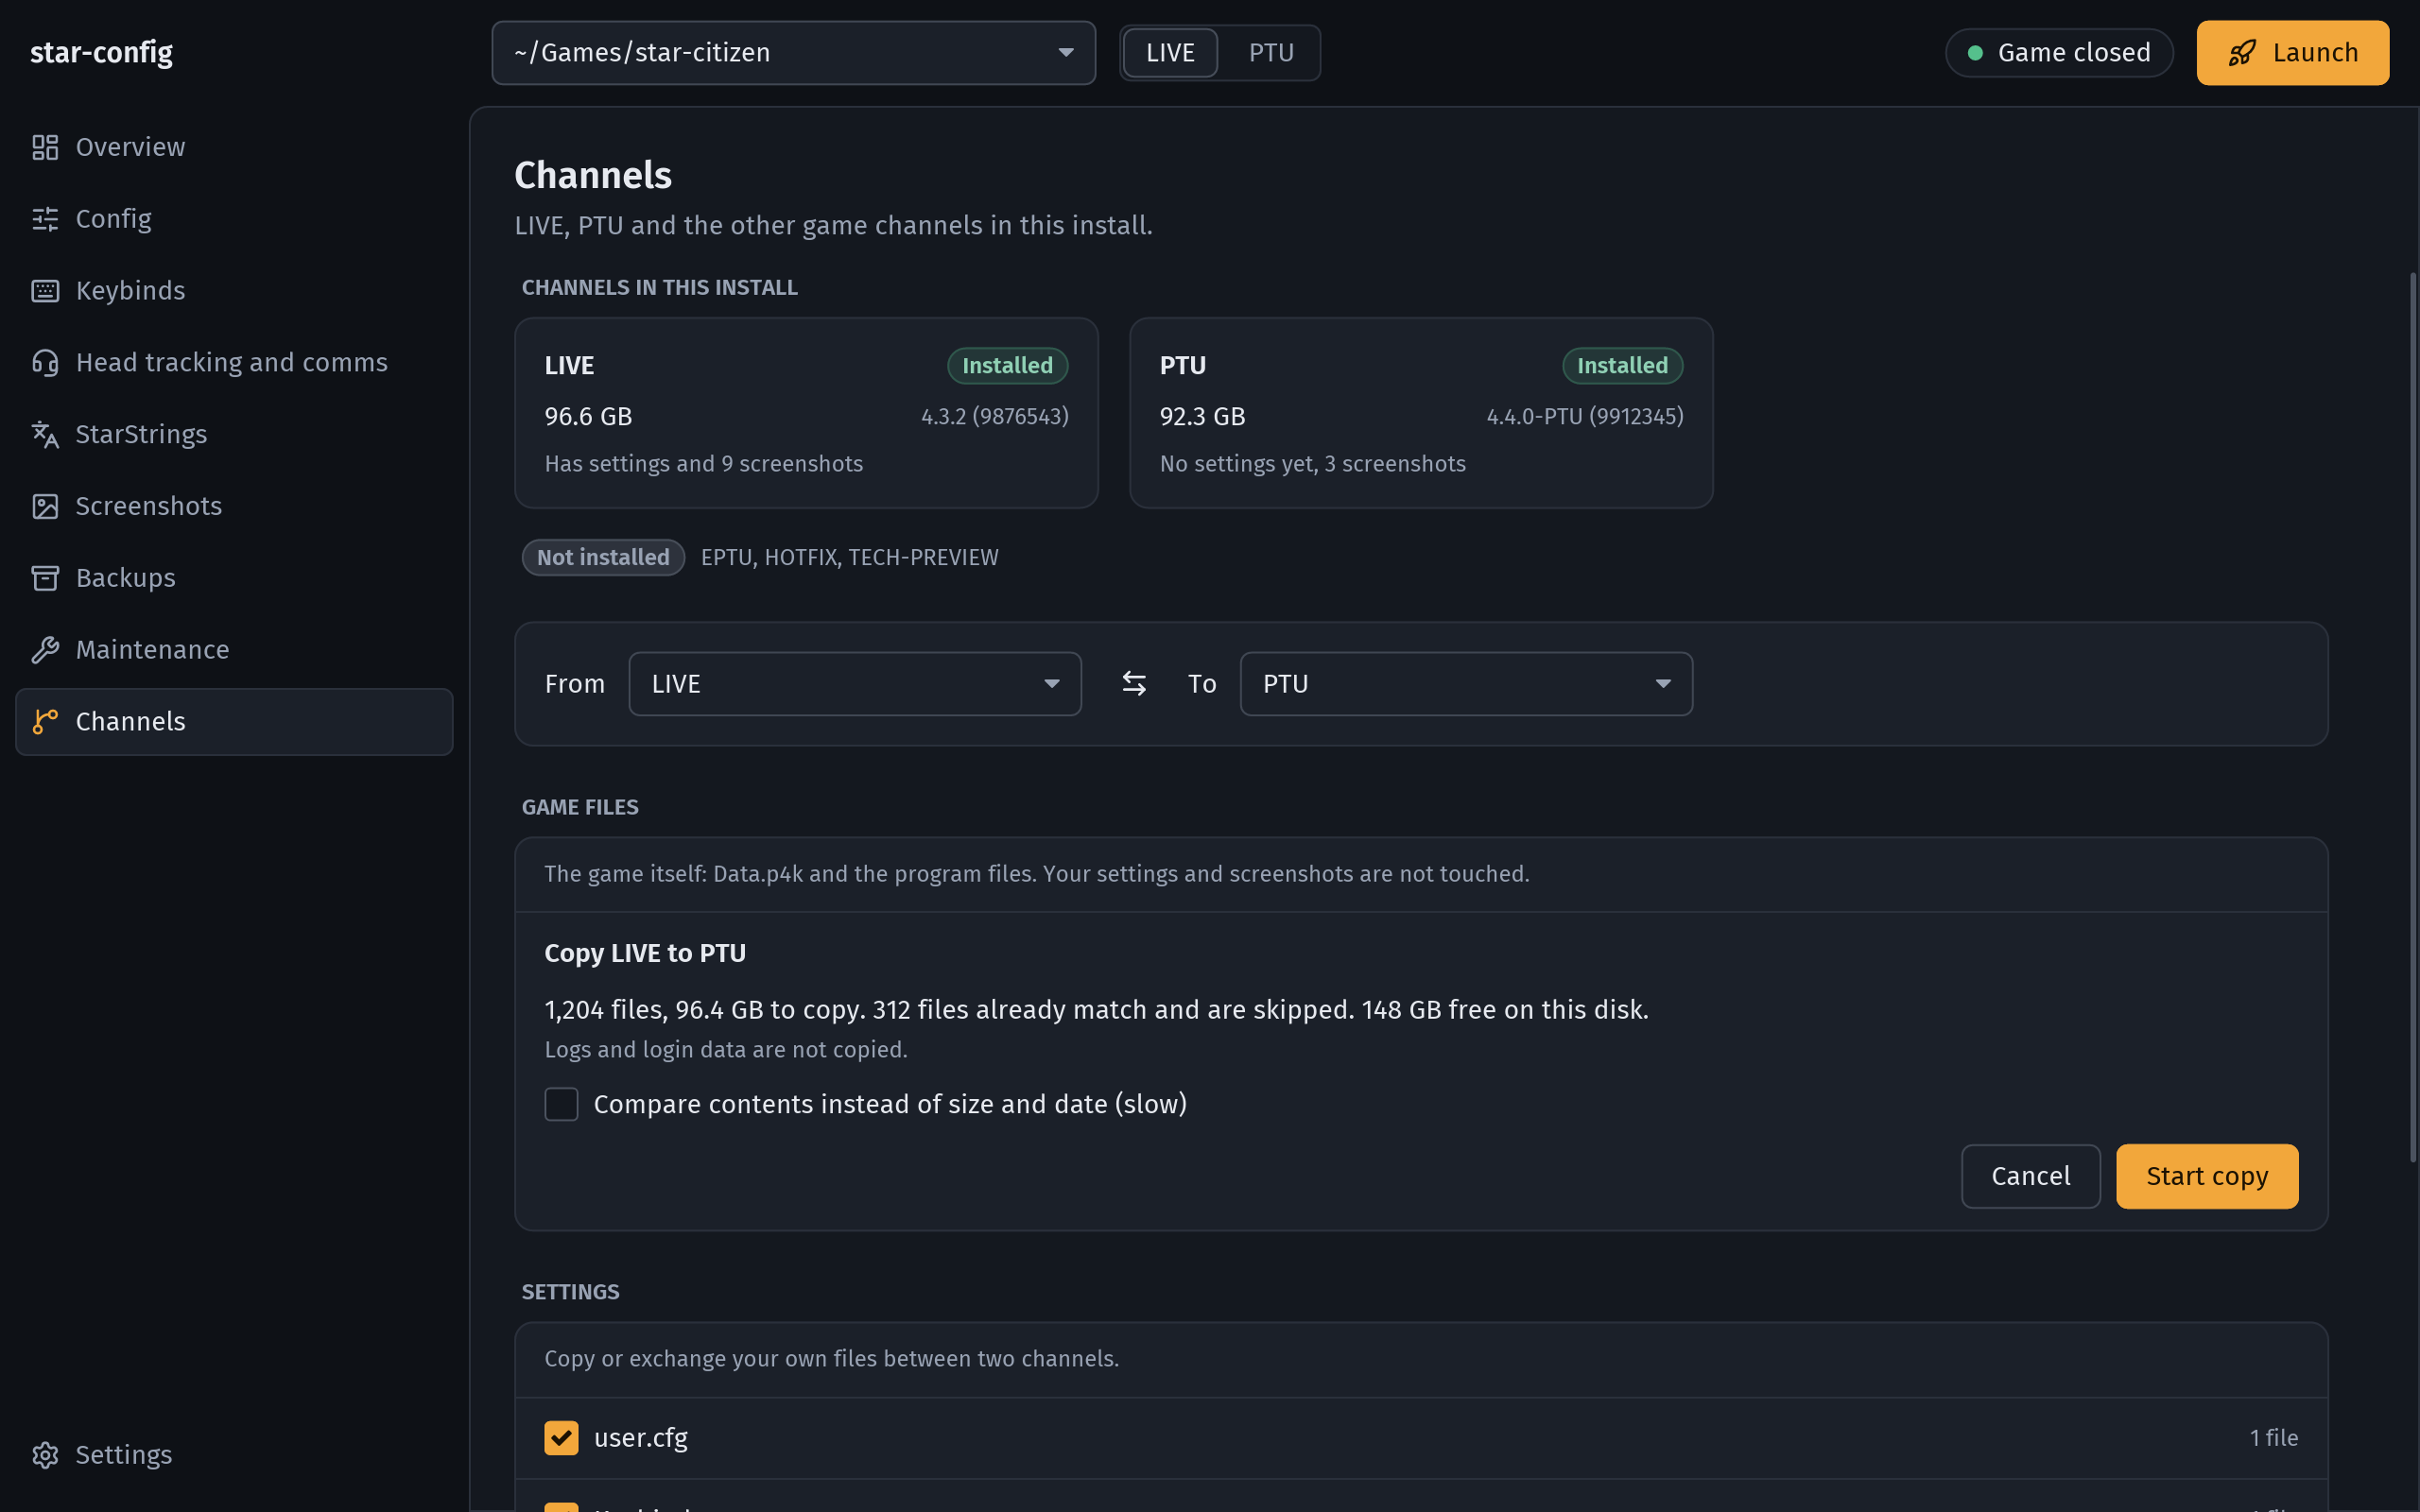 star-config
~/Games/star-citizen
LIVE
PTU
Game closed
Launch
Overview
Config
Keybinds
Head tracking and comms
StarStrings
Screenshots
Backups
Maintenance
Channels
Settings
Channels
LIVE, PTU and the other game channels in this install.
CHANNELS IN THIS INSTALL
LIVE
Installed
96.6 GB
4.3.2 (9876543)
Has settings and 9 screenshots
PTU
Installed
92.3 GB
4.4.0-PTU (9912345)
No settings yet, 3 screenshots
Not installed
EPTU, HOTFIX, TECH-PREVIEW
From
LIVE
To
PTU
GAME FILES
The game itself: Data.p4k and the program files. Your settings and screenshots are not touched.
Copy LIVE to PTU
1,204 files, 96.4 GB to copy. 312 files already match and are skipped. 148 GB free on this disk.
Logs and login data are not copied.
Compare contents instead of size and date (slow)
Cancel
Start copy
SETTINGS
Copy or exchange your own files between two channels.
user.cfg
1 file